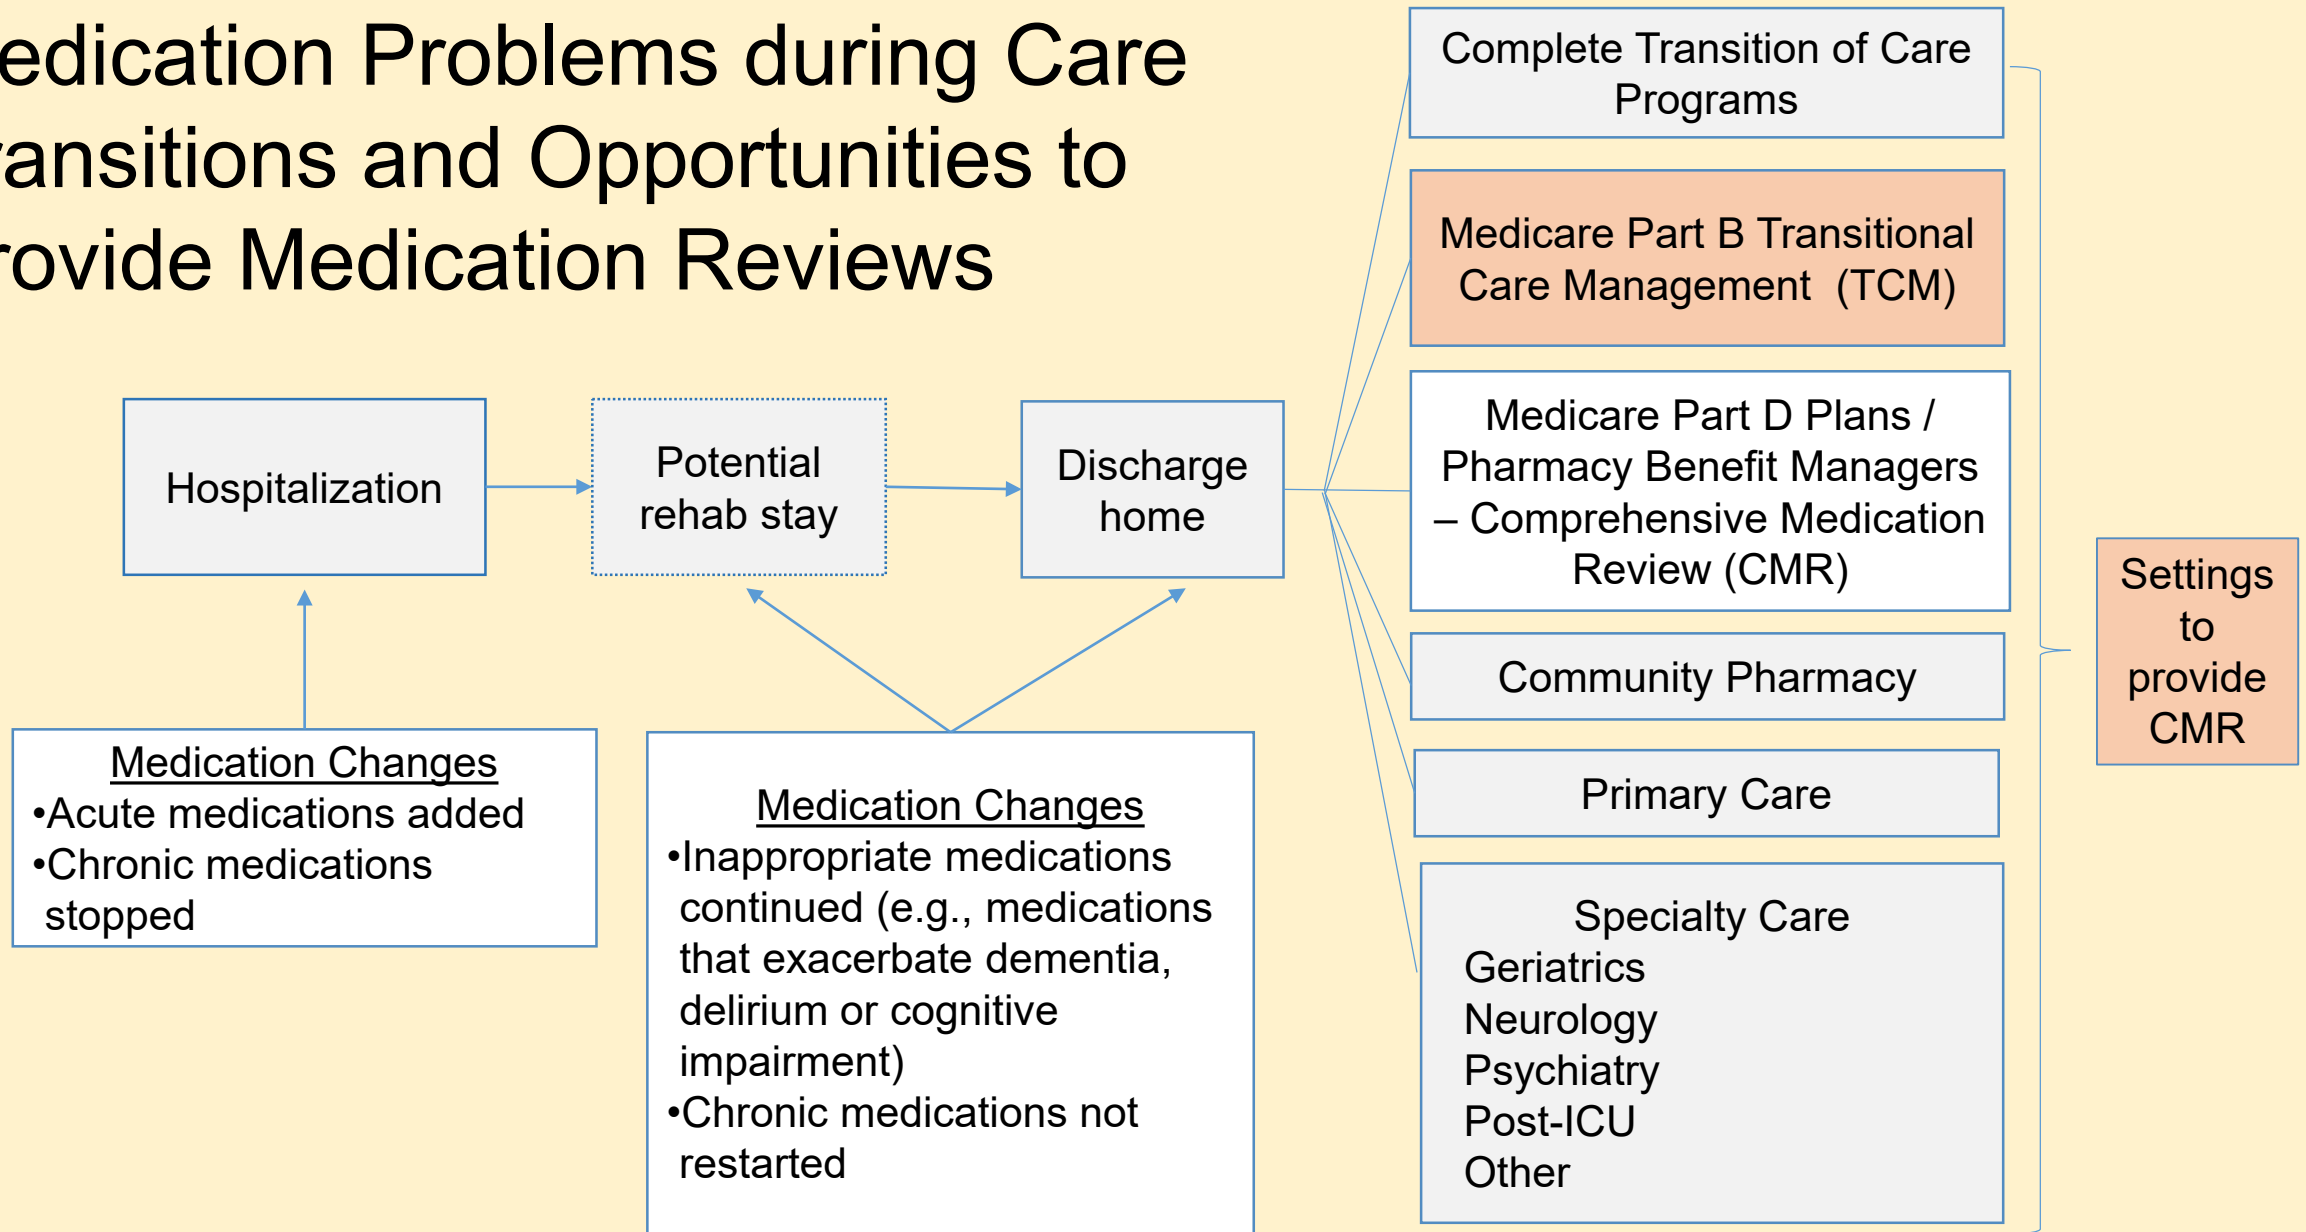 edication Problems during Care
ransitions and Opportunities to
rovide Medication Reviews
Hospitalization
Potential
rehab stay
Discharge
home
Medication Changes
•Acute medications added
•Chronic medications
stopped
Medication Changes
•Inappropriate medications
continued (e.g., medications
that exacerbate dementia,
delirium or cognitive
impairment)
•Chronic medications not
restarted
Complete Transition of Care
Programs
Medicare Part B Transitional
Care Management (TCM)
Medicare Part D Plans /
Pharmacy Benefit Managers
– Comprehensive Medication
Review (CMR)
Community Pharmacy
Primary Care
Specialty Care
Geriatrics
Neurology
Psychiatry
Post-ICU
Other
Settings
to
provide
CMR